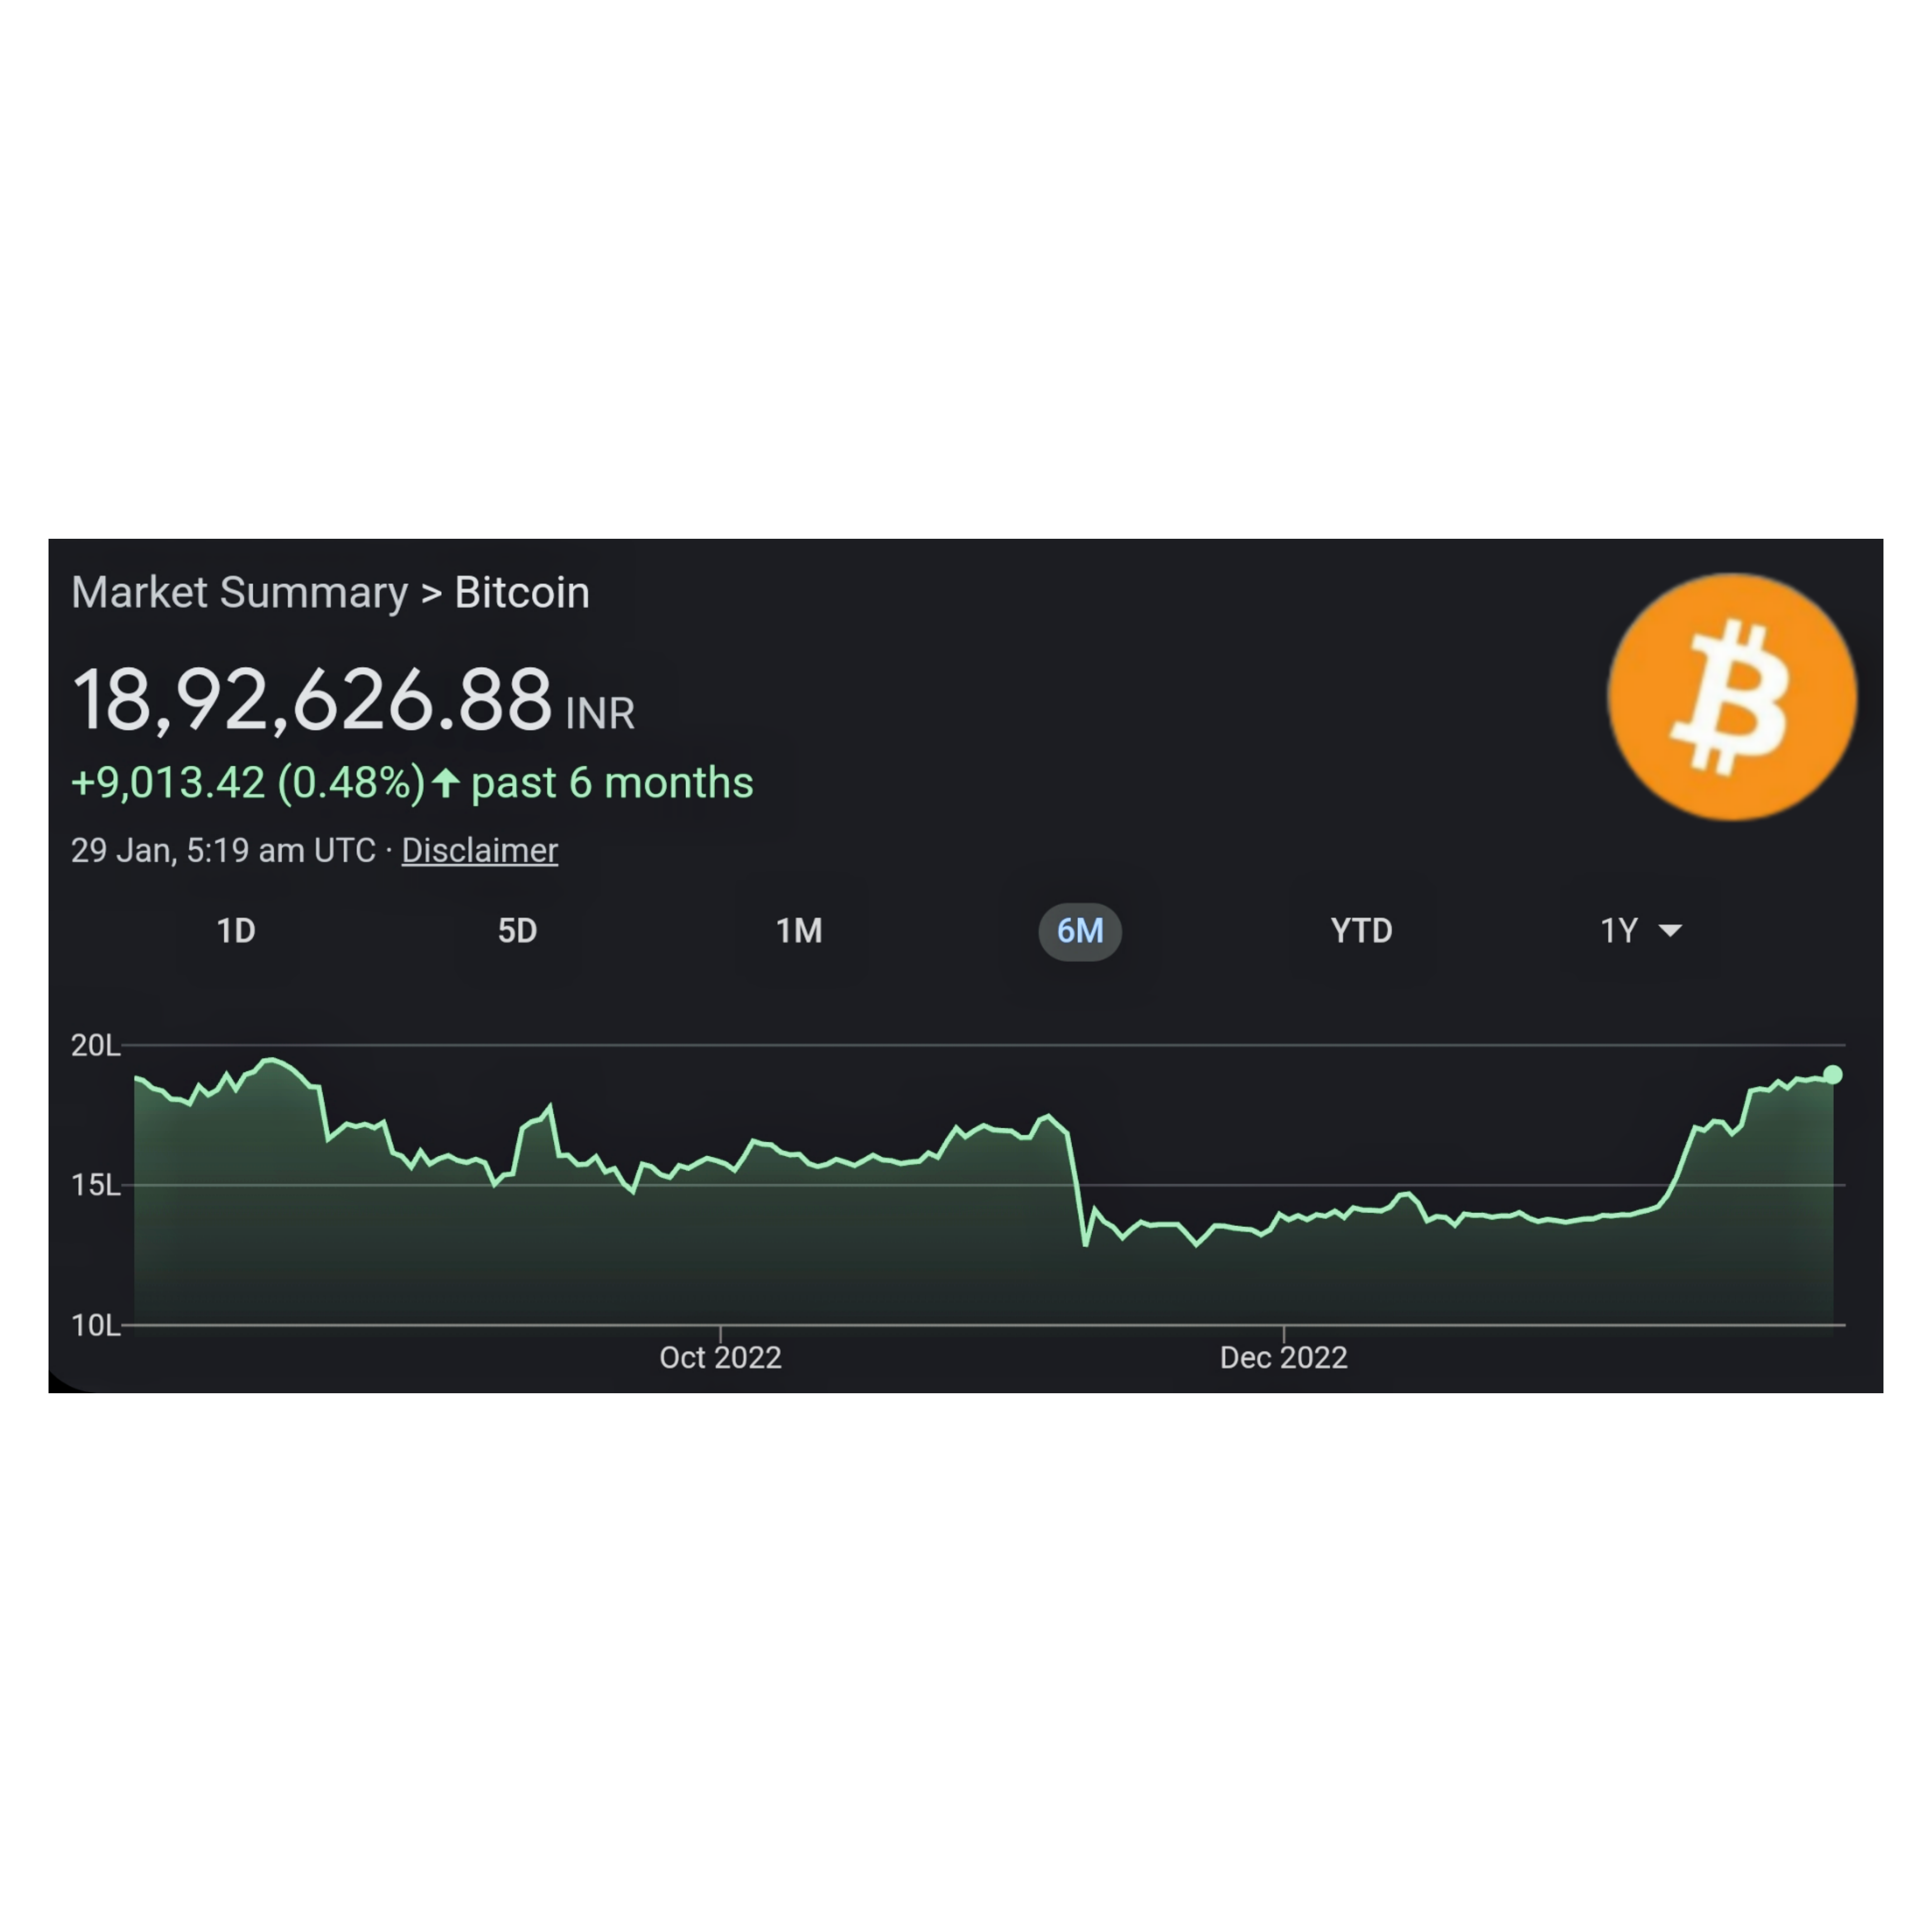 Market Summary > Bitcoin
18,92,626.88 INR
+9,013.42 (0.48%)↑ past 6 months
29 Jan, 5:19 am UTC · Disclaimer
1D 5D 1M 6M YTD 1Y
20L
15L
10L
Oct 2022 Dec 2022